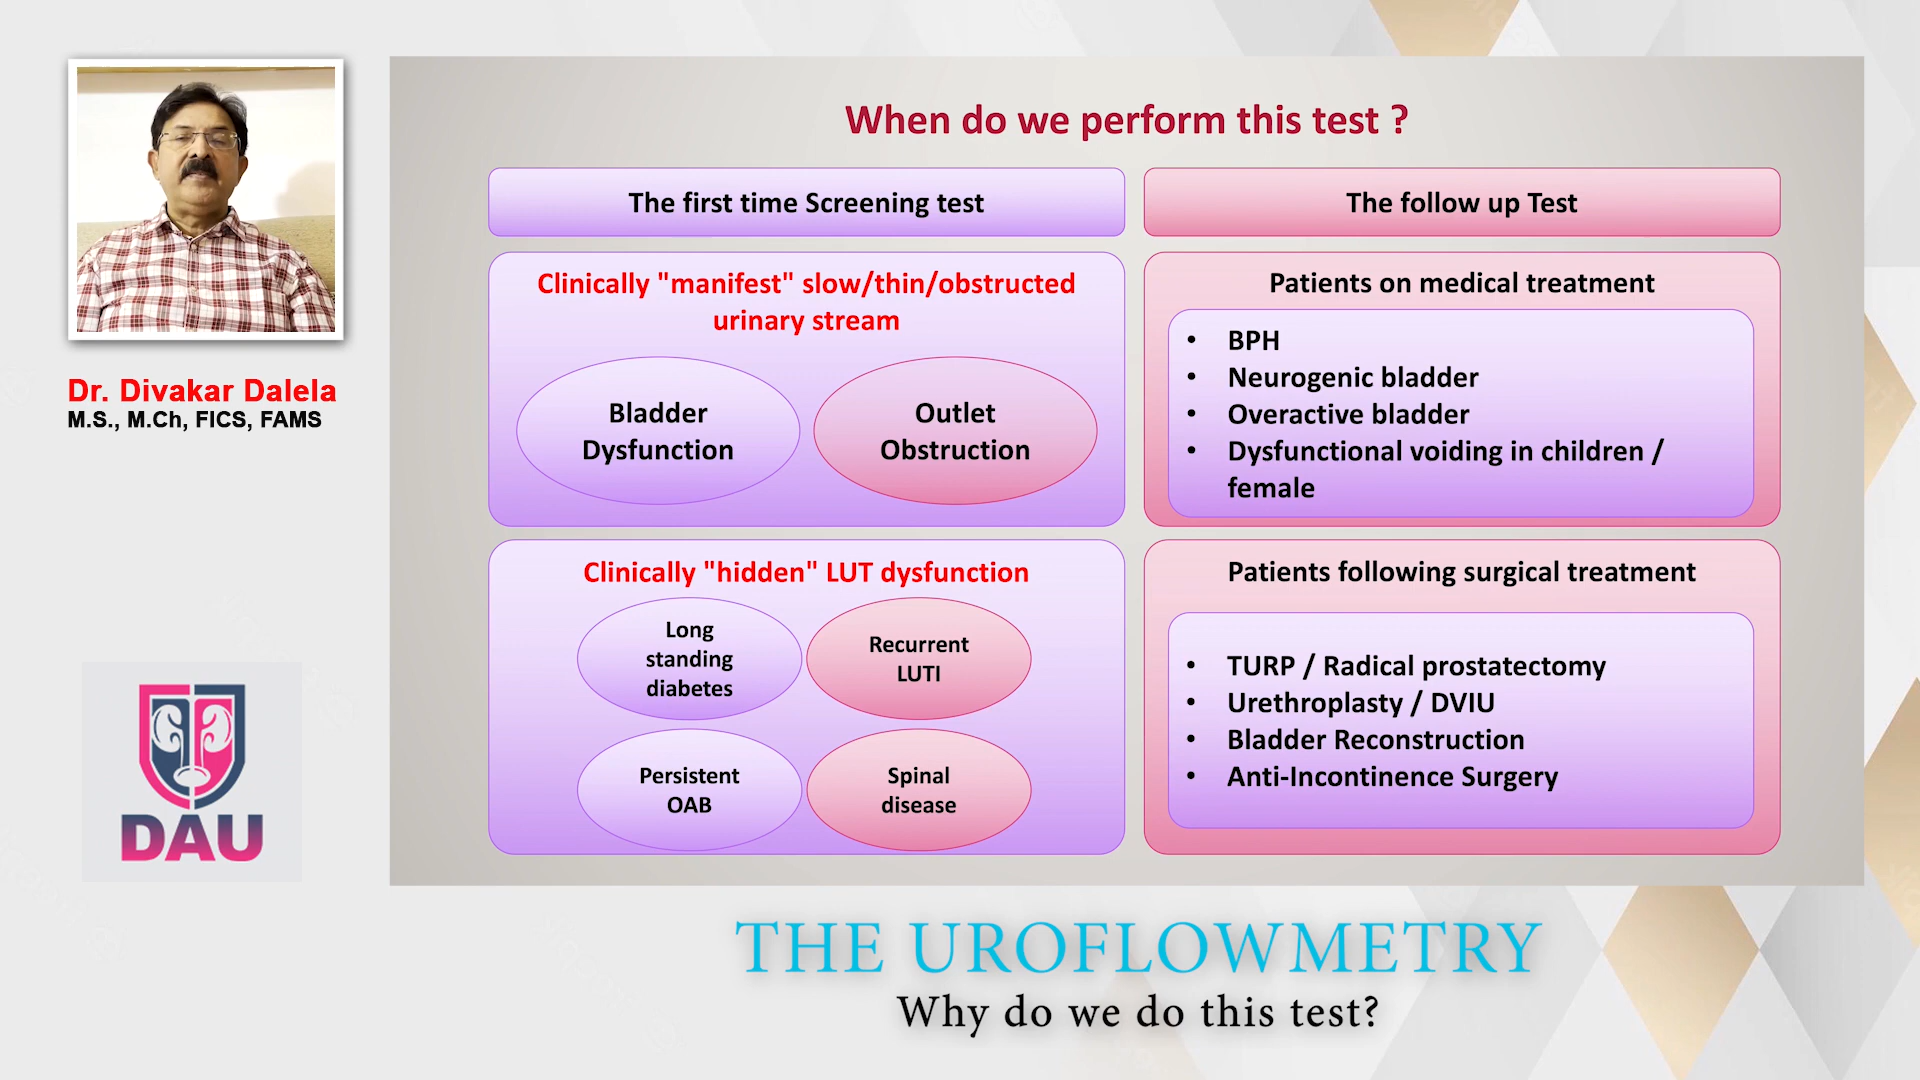 Dr. Divakar Dalela
M.S., M.Ch, FICS, FAMS
DAU
When do we perform this test ?
The first time Screening test
Clinically "manifest" slow/thin/obstructed
urinary stream
Bladder
Dysfunction
Outlet
Obstruction
Clinically "hidden" LUT dysfunction
Long
standing
diabetes
Recurrent
LUTI
Persistent
OAB
Spinal
disease
The follow up Test
Patients on medical treatment
• BPH
• Neurogenic bladder
• Overactive bladder
• Dysfunctional voiding in children /
female
Patients following surgical treatment
• TURP / Radical prostatectomy
• Urethroplasty / DVIU
• Bladder Reconstruction
• Anti-Incontinence Surgery
THE UROFLOWMETRY
Why do we do this test?